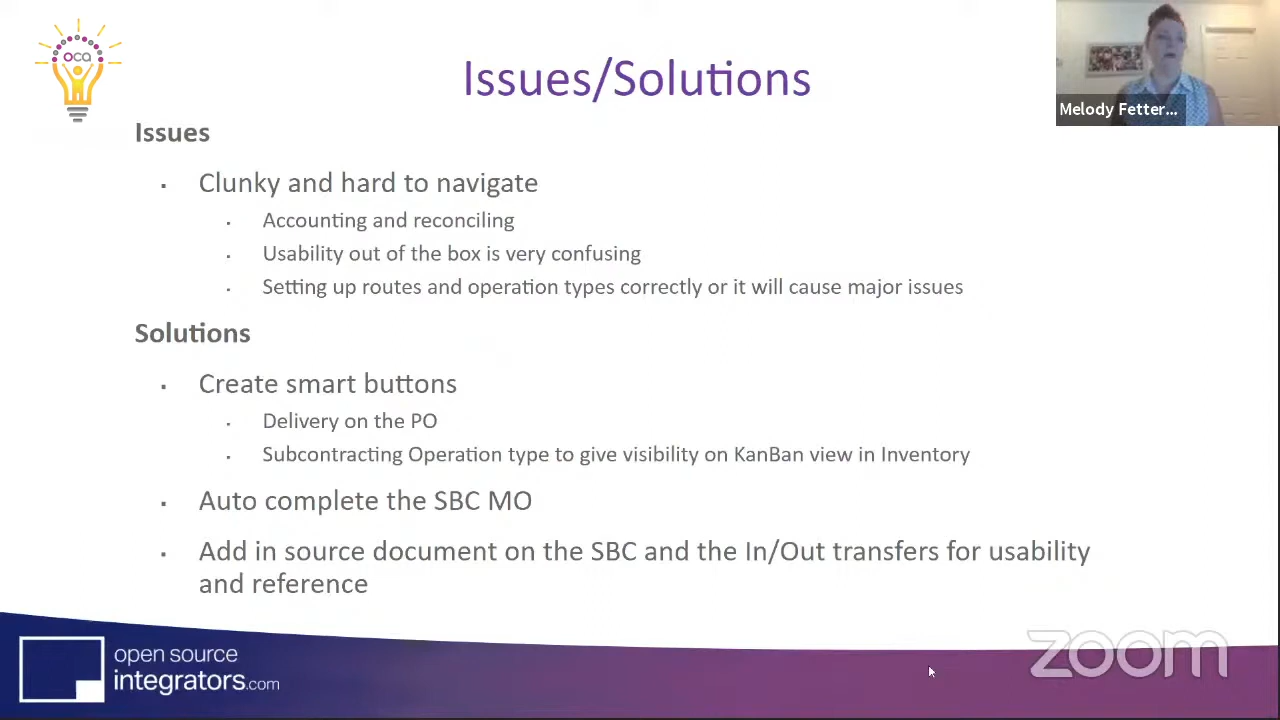 oca
Issues/Solutions
Melody Fetter...
Issues
Clunky and hard to navigate
Accounting and reconciling
Usability out of the box is very confusing
Setting up routes and operation types correctly or it will cause major issues
Solutions
Create smart buttons
Delivery on the PO
Subcontracting Operation type to give visibility on KanBan view in Inventory
Auto complete the SBC MO
Add in source document on the SBC and the In/Out transfers for usability
and reference
open source
integrators.com
zoom